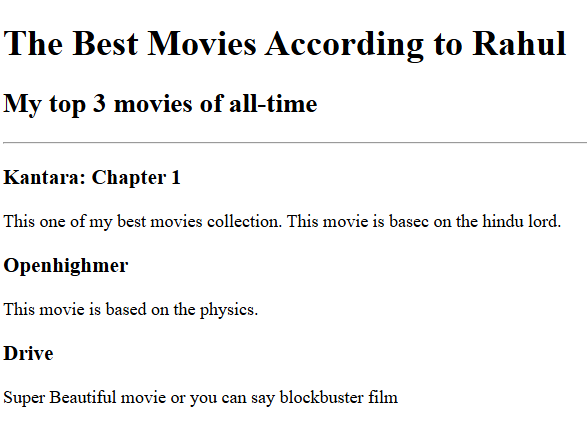 The Best Movies According to Rahul
My top 3 movies of all-time
Kantara: Chapter 1
This one of my best movies collection. This movie is basec on the hindu lord.
Openhighmer
This movie is based on the physics.
Drive
Super Beautiful movie or you can say blockbuster film